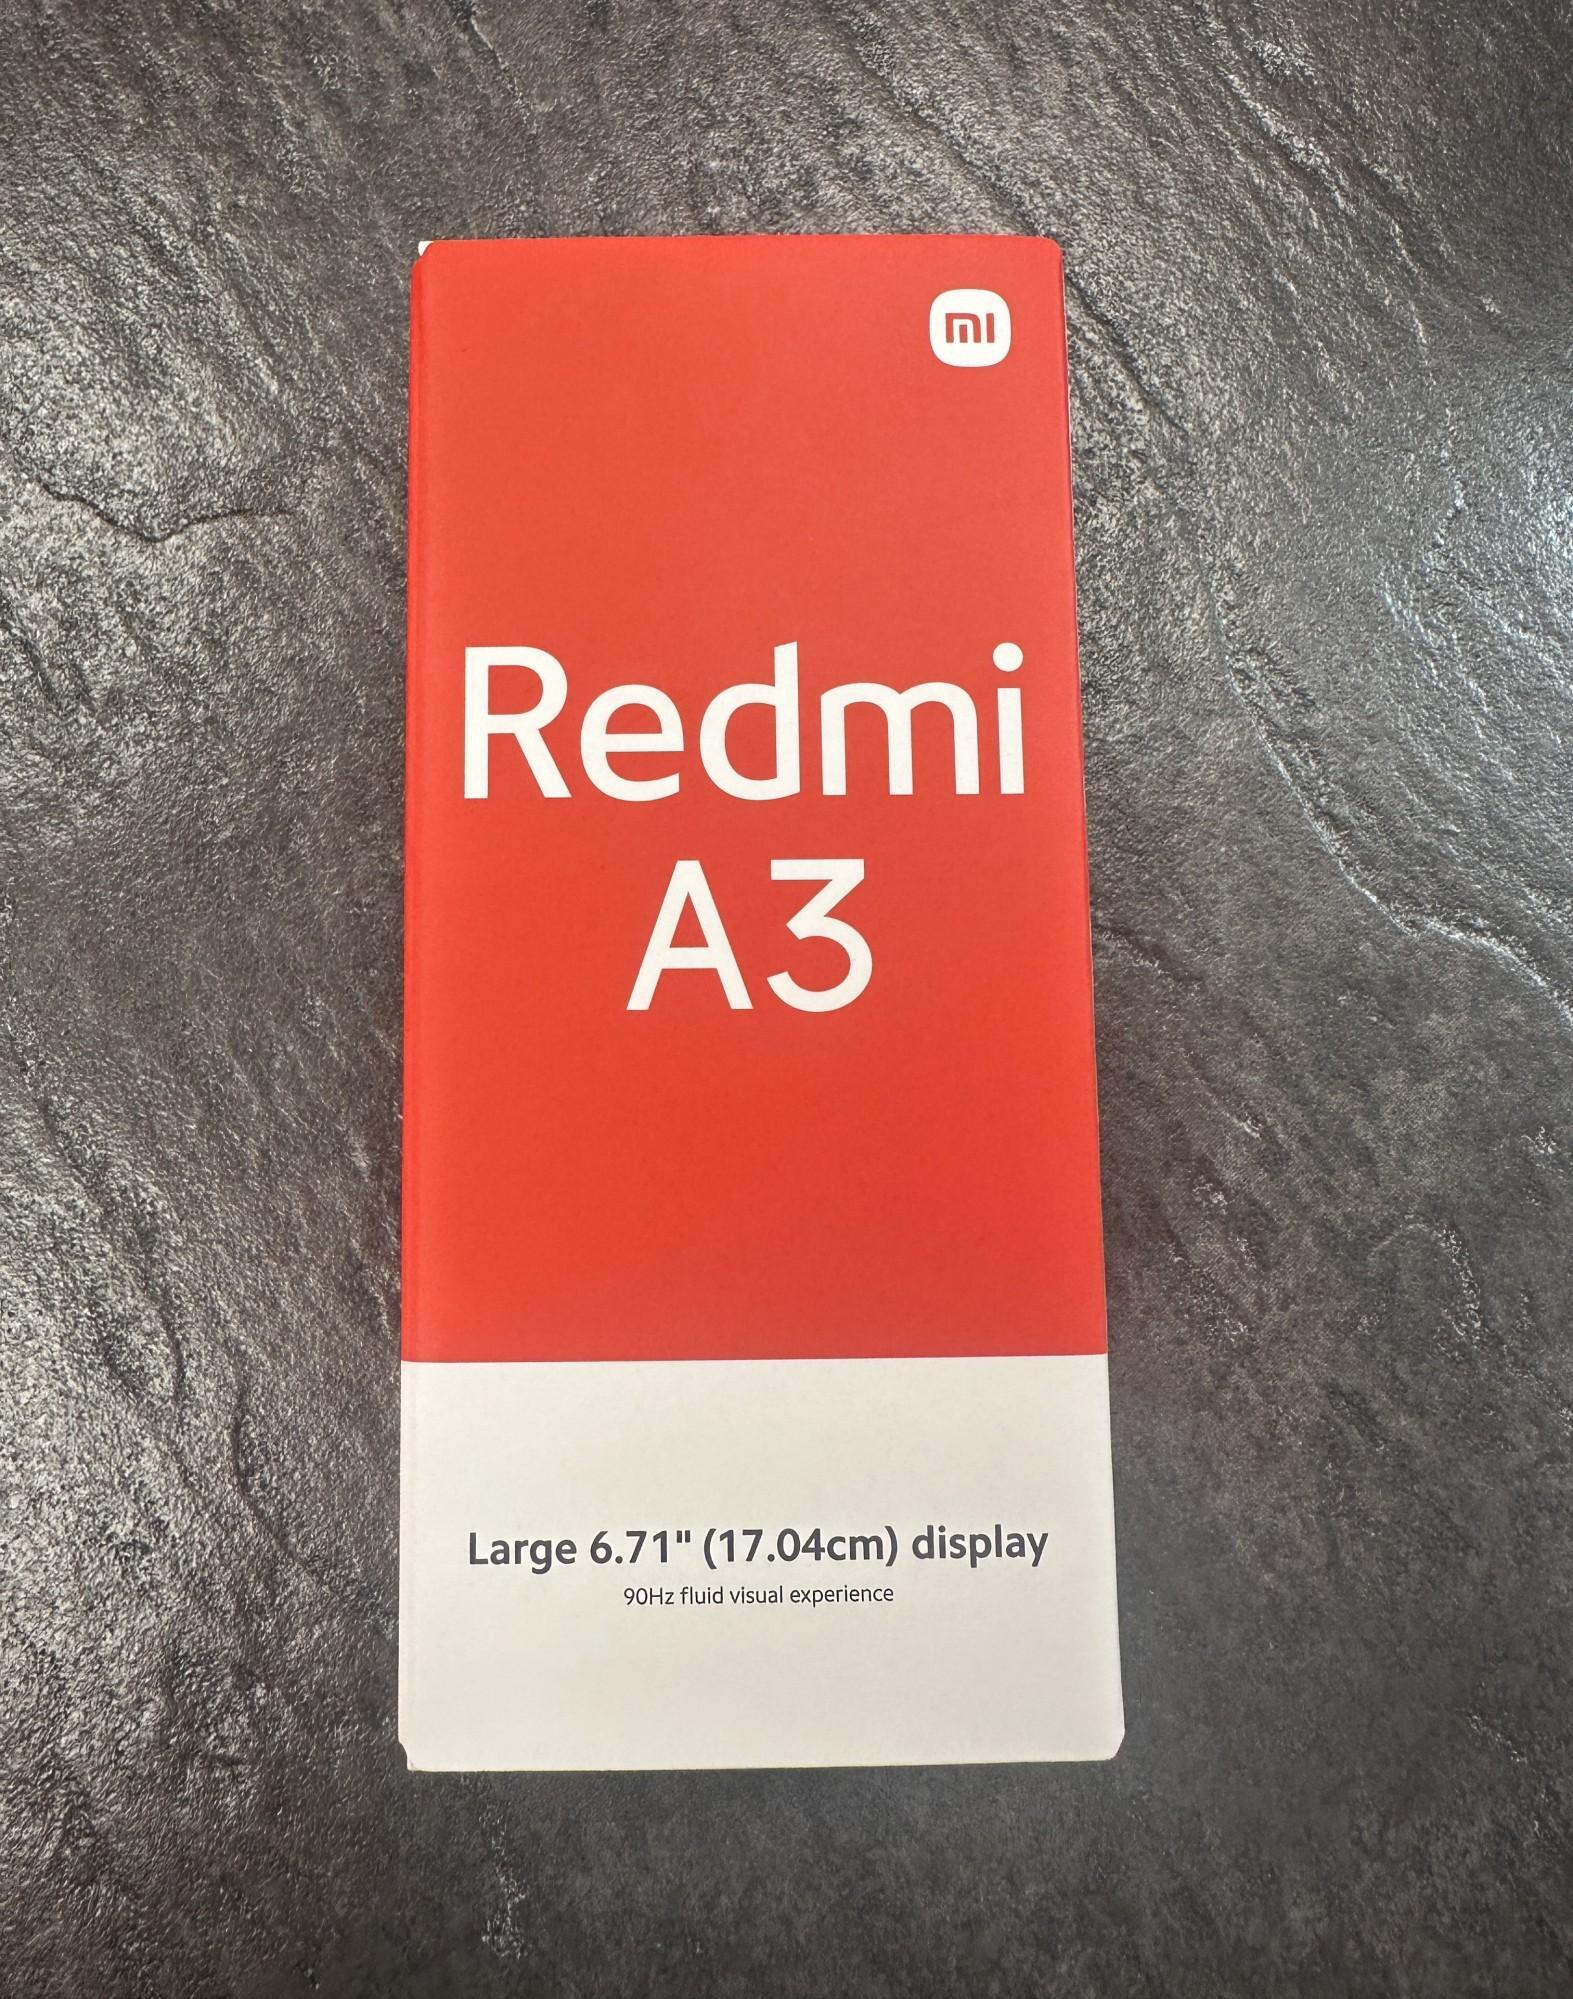 mi
Redmi
A3
Large 6.71" (17.04cm) display
90Hz fluid visual experience